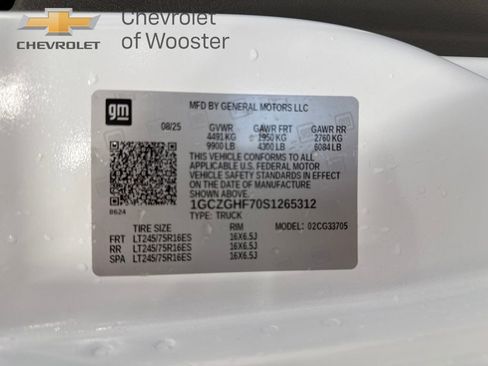 CHEVROLET
Chevrolet
of Wooster
gm
MFD BY GENERAL MOTORS LLC
08/25 GVWR GAWR FRT GAWR RR
4491 KG 1950 KG 2760 KG
9900 LB 4300 LB 6084 LB
THIS VEHICLE CONFORMS TO ALL
APPLICABLE U.S. FEDERAL MOTOR
VEHICLE SAFETY STANDARDS IN EFFECT
ON THE DATE OF MANUFACTURE
SHOWN ABOVE.
1GCZGHF70S1265312
TYPE: TRUCK
8624
TIRE SIZE RIM MODEL: 02CG33705
FRT LT245/75R16ES 16X6.5J
RR LT245/75R16ES 16X6.5J
SPA LT245/75R16ES 16X6.5J